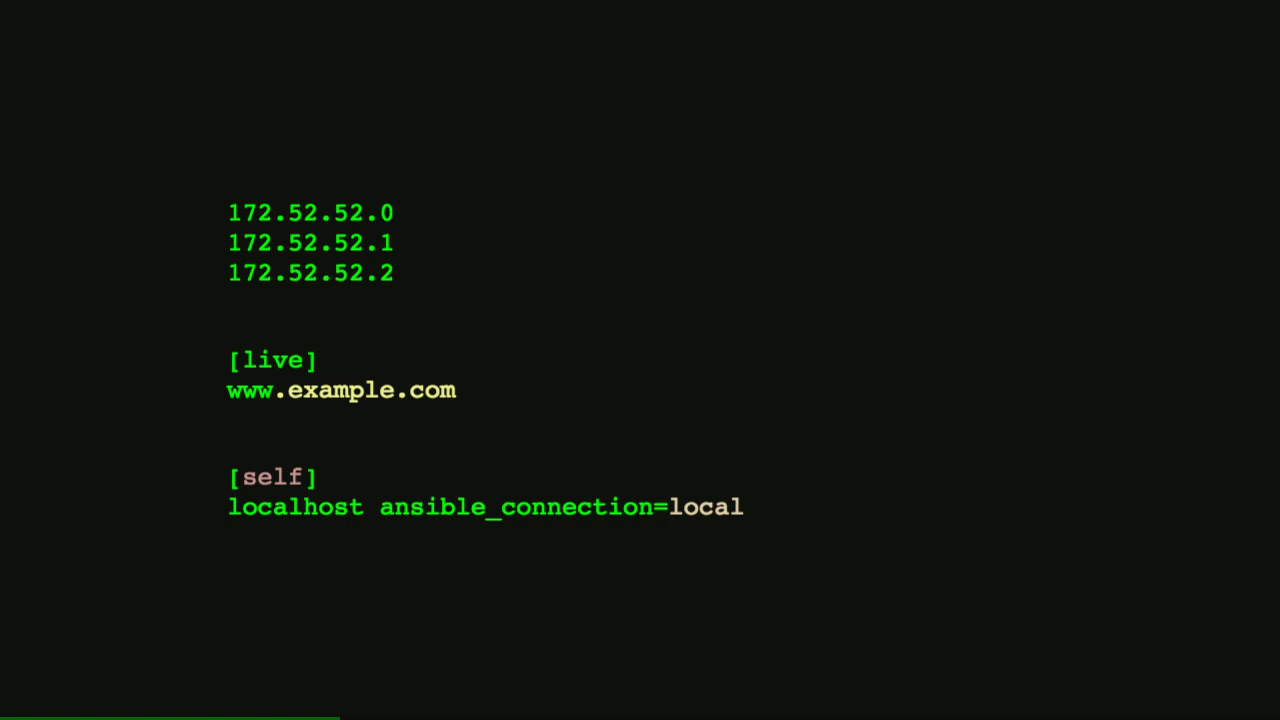 172.52.52.0
172.52.52.1
172.52.52.2
[live]
www.example.com
[self]
localhost ansible_connection=local